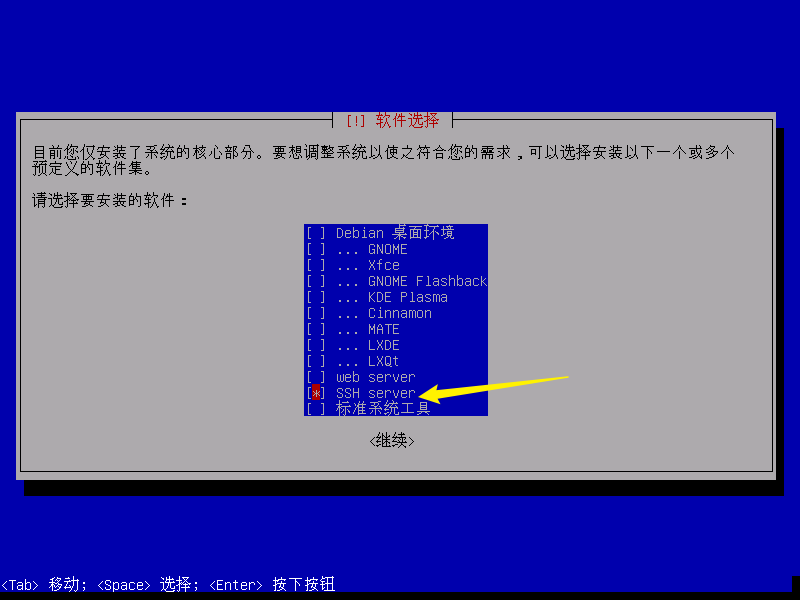 [!] 软件选择
目前您仅安装了系统的核心部分。要想调整系统以使之符合您的需求，可以选择安装以下一个或多个
预定义的软件集。
请选择要安装的软件：
[ ] Debian 桌面环境
[ ] ... GNOME
[ ] ... Xfce
[ ] ... GNOME Flashback
[ ] ... KDE Plasma
[ ] ... Cinnamon
[ ] ... MATE
[ ] ... LXDE
[ ] ... LXQt
[ ] web server
[*] SSH server
[ ] 标准系统工具
<继续>
<Tab> 移动; <Space> 选择; <Enter> 按下按钮